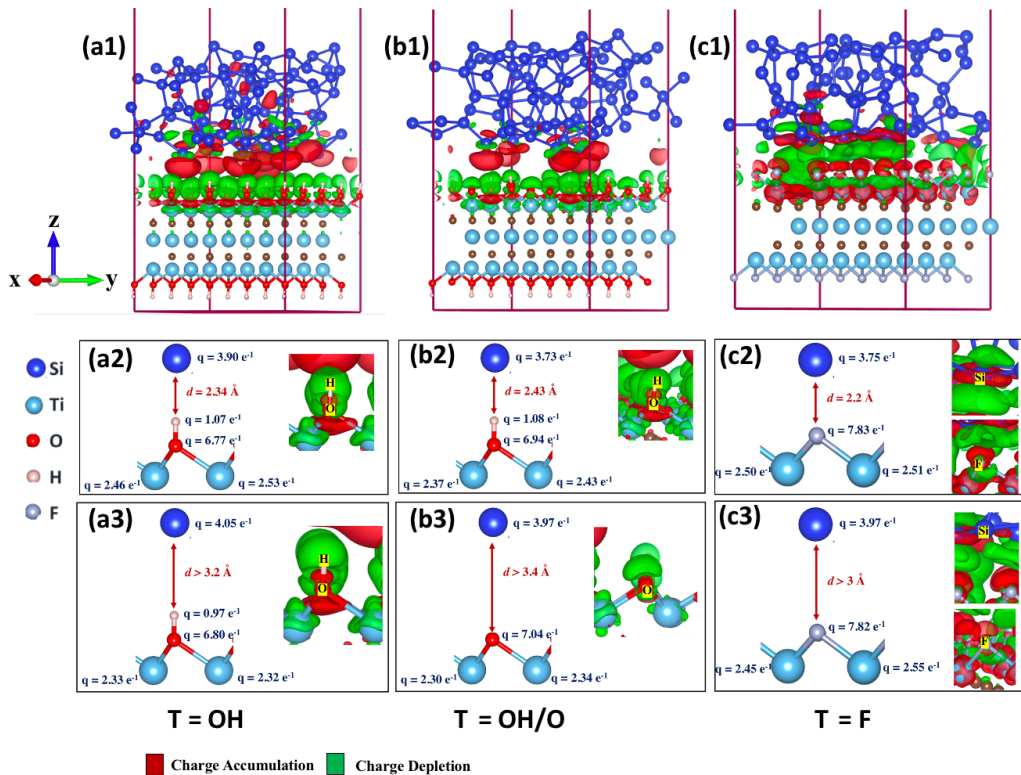 (a1)
(b1)
(c1)
z
x
y
Si
Ti
O
H
F
(a2)
q = 3.90 e⁻¹
d = 2.34 Å
q = 1.07 e⁻¹
q = 6.77 e⁻¹
q = 2.46 e⁻¹
q = 2.53 e⁻¹
H
O
(b2)
q = 3.73 e⁻¹
d = 2.43 Å
q = 1.08 e⁻¹
q = 6.94 e⁻¹
q = 2.37 e⁻¹
q = 2.43 e⁻¹
H
O
(c2)
q = 3.75 e⁻¹
d = 2.2 Å
q = 7.83 e⁻¹
q = 2.50 e⁻¹
q = 2.51 e⁻¹
Si
F
(a3)
q = 4.05 e⁻¹
d > 3.2 Å
q = 0.97 e⁻¹
q = 6.80 e⁻¹
q = 2.33 e⁻¹
q = 2.32 e⁻¹
H
O
(b3)
q = 3.97 e⁻¹
d > 3.4 Å
q = 7.04 e⁻¹
q = 2.30 e⁻¹
q = 2.34 e⁻¹
O
(c3)
q = 3.97 e⁻¹
d > 3 Å
q = 7.82 e⁻¹
q = 2.45 e⁻¹
q = 2.55 e⁻¹
Si
F
T = OH
T = OH/O
T = F
Charge Accumulation
Charge Depletion